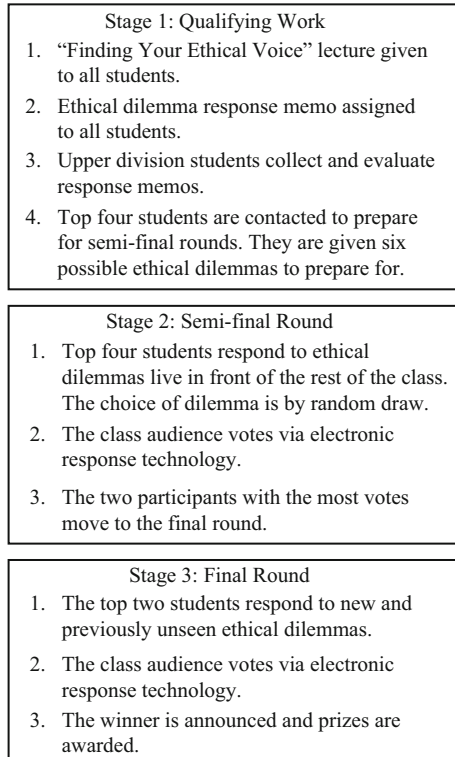 Stage 1: Qualifying Work
1. “Finding Your Ethical Voice” lecture given
to all students.
2. Ethical dilemma response memo assigned
to all students.
3. Upper division students collect and evaluate
response memos.
4. Top four students are contacted to prepare
for semi-final rounds. They are given six
possible ethical dilemmas to prepare for.
Stage 2: Semi-final Round
1. Top four students respond to ethical
dilemmas live in front of the rest of the class.
The choice of dilemma is by random draw.
2. The class audience votes via electronic
response technology.
3. The two participants with the most votes
move to the final round.
Stage 3: Final Round
1. The top two students respond to new and
previously unseen ethical dilemmas.
2. The class audience votes via electronic
response technology.
3. The winner is announced and prizes are
awarded.